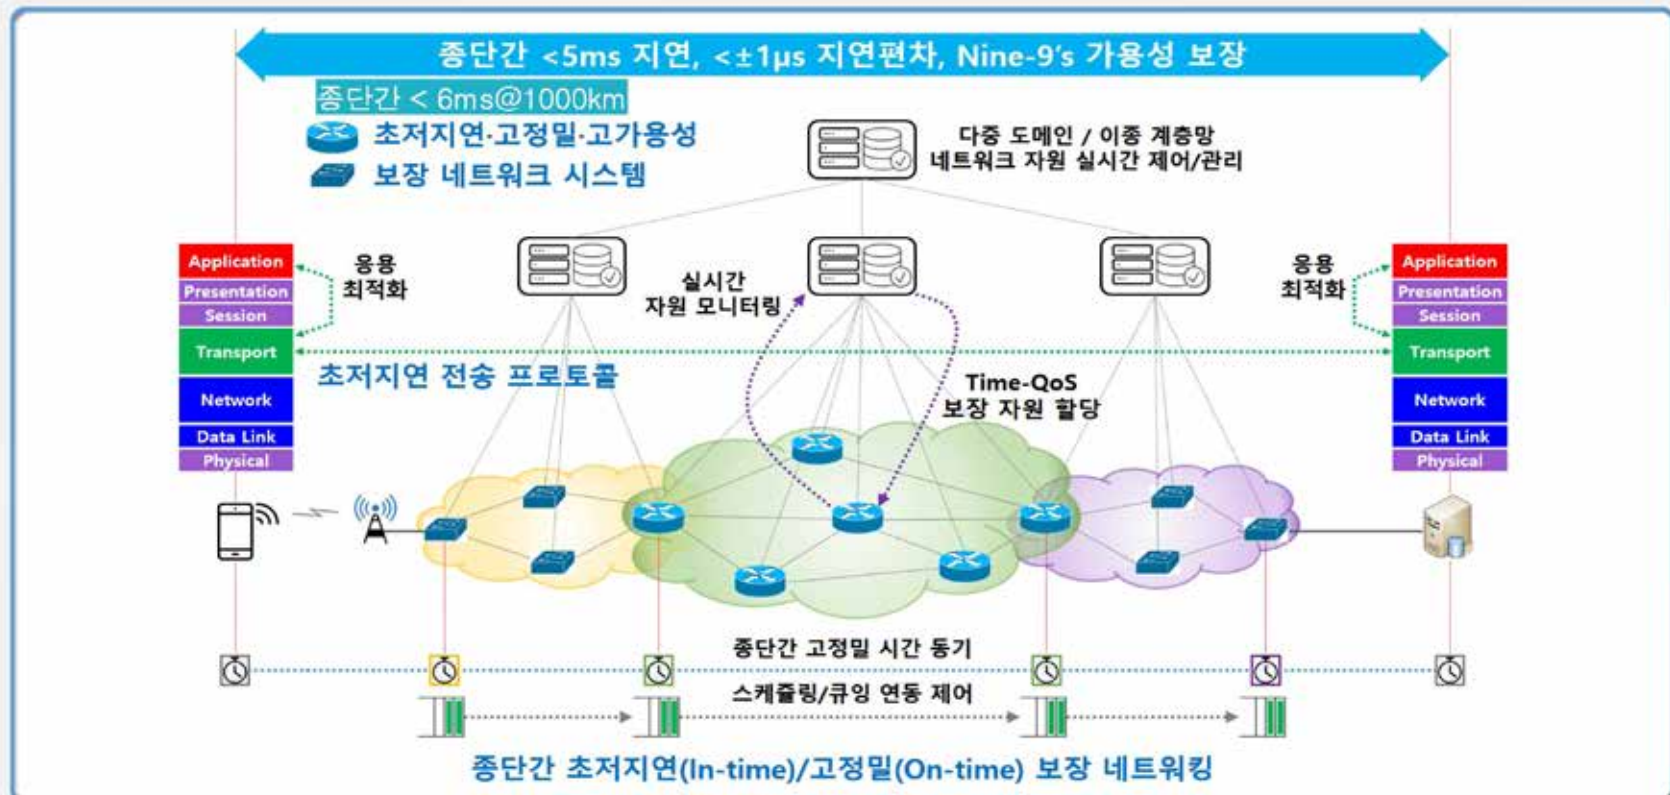 종단간 <5ms 지연, <±1μs 지연편차, Nine-9's 가용성 보장
종단간 < 6ms@1000km
초저지연·고정밀·고가용성
보장 네트워크 시스템
다중 도메인 / 이종 계층망
네트워크 자원 실시간 제어/관리
Application
Presentation
Session
Transport
Network
Data Link
Physical
응용
최적화
실시간
자원 모니터링
응용
최적화
Application
Presentation
Session
Transport
Network
Data Link
Physical
초저지연 전송 프로토콜
Time-QoS
보장 자원 할당
종단간 고정밀 시간 동기
스케쥴링/큐잉 연동 제어
종단간 초저지연(In-time)/고정밀(On-time) 보장 네트워킹